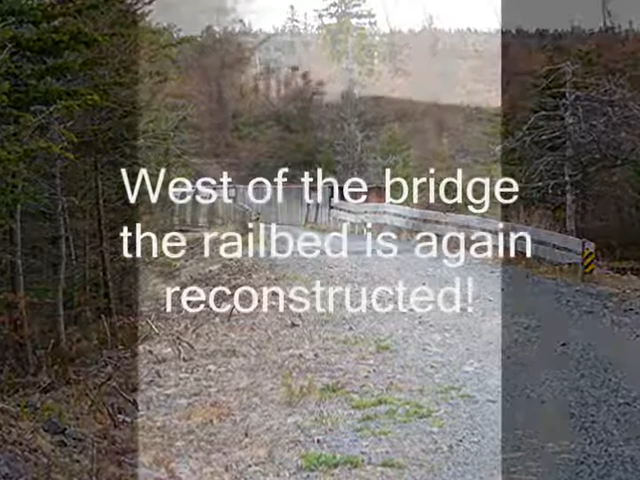 West of the bridge
the railbed is again
reconstructed!